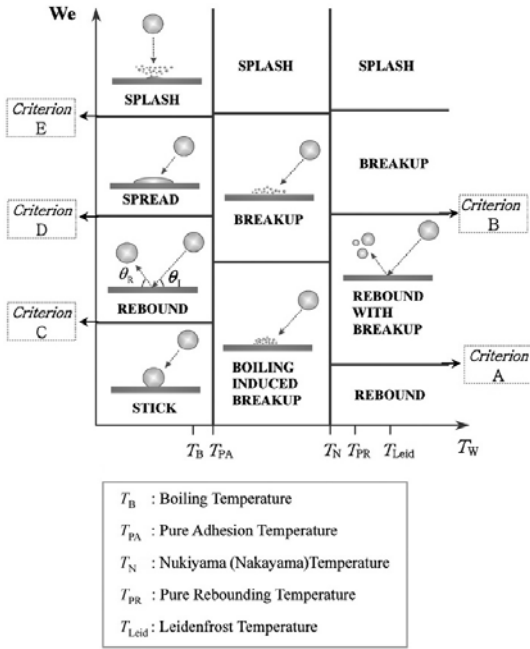 We
SPLASH
SPLASH
SPLASH
Criterion
E
BREAKUP
Criterion
D
SPREAD
BREAKUP
Criterion
B
θR θI
REBOUND
REBOUND
WITH
BREAKUP
Criterion
C
BOILING
INDUCED
BREAKUP
Criterion
A
STICK
REBOUND
TB TPA TN TPR TLeid TW
TB : Boiling Temperature
TPA : Pure Adhesion Temperature
TN : Nukiyama (Nakayama)Temperature
TPR : Pure Rebounding Temperature
TLeid : Leidenfrost Temperature